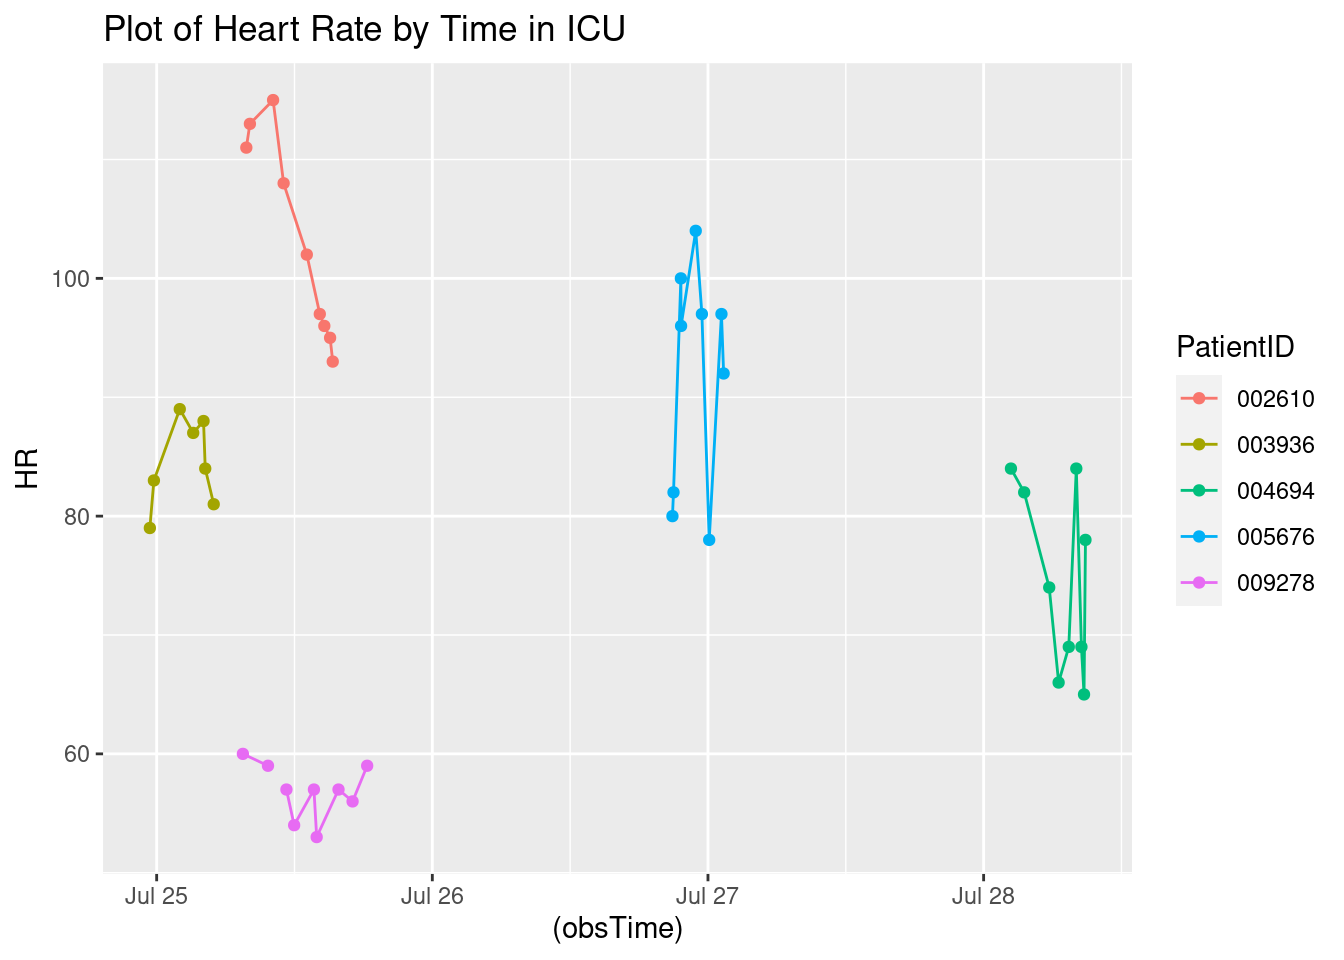 Plot of Heart Rate by Time in ICU
HR
100
80
60
Jul 25 Jul 26 Jul 27 Jul 28
(obsTime)
PatientID
002610
003936
004694
005676
009278